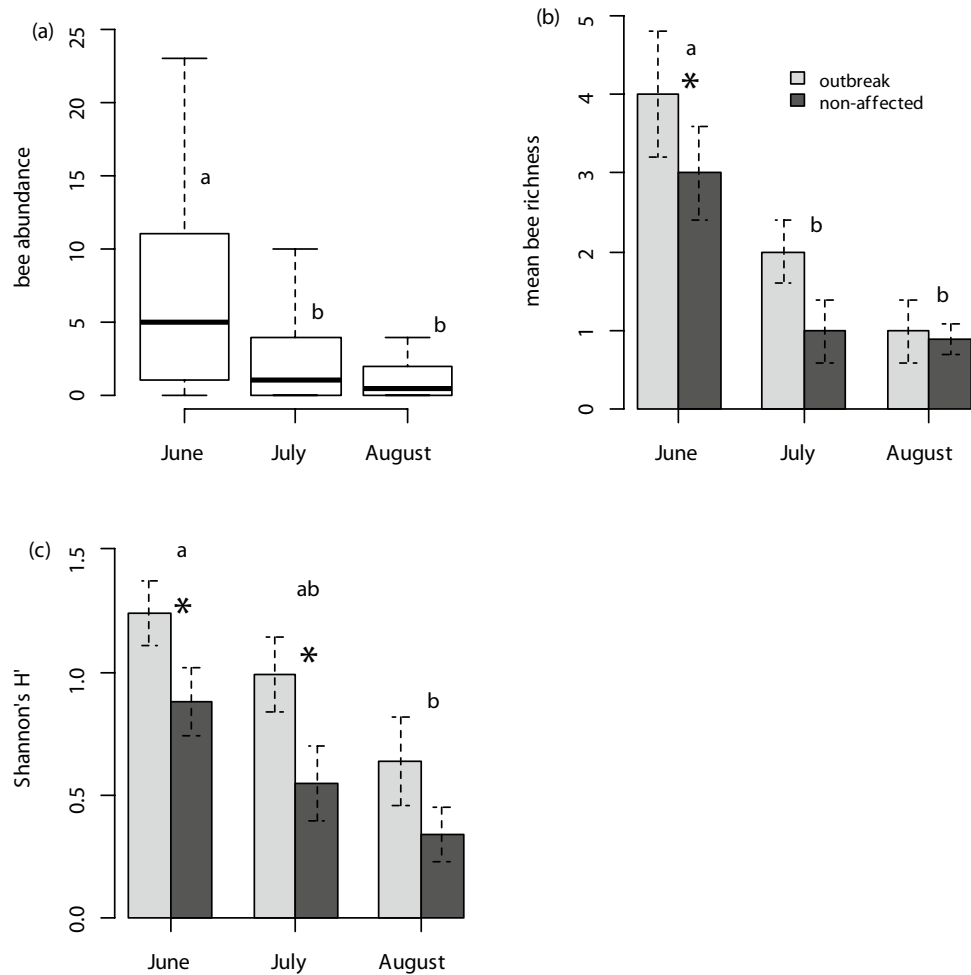 (a)
bee abundance
25
20
15
10
5
0
a
b
b
June July August
(b)
mean bee richness
5
4
3
2
1
0
a
*
outbreak
non-affected
b
b
June July August
(c)
Shannon's H'
1.5
1.0
0.5
0.0
a
*
ab
*
b
June July August